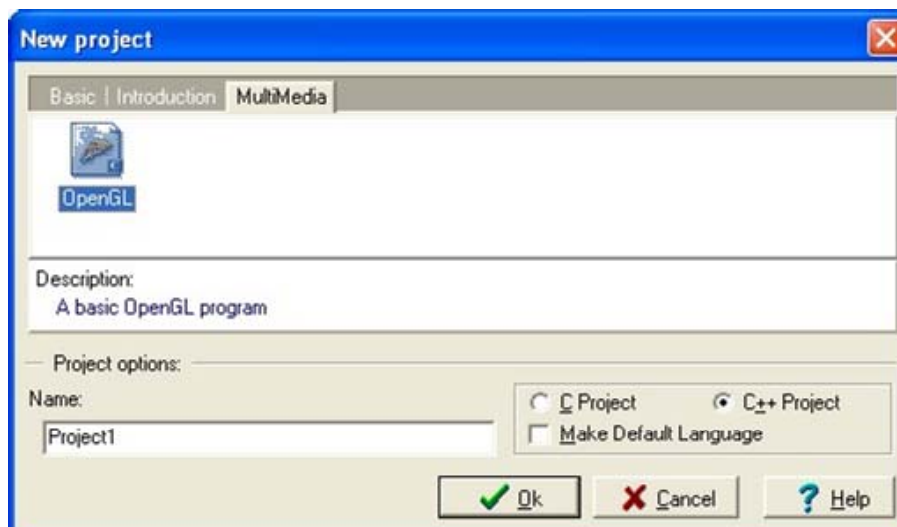 New project
Basic | Introduction MultiMedia
OpenGL
Description:
A basic OpenGL program
Project options:
Name:
C Project C++ Project
Project1
Make Default Language
Ok Cancel Help